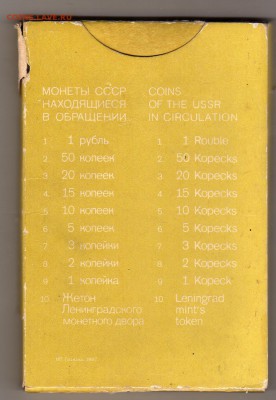 МОНЕТЫ СССР
НАХОДЯЩИЕСЯ
В ОБРАЩЕНИИ
1 1 рубль
2 50 копеек
3 20 копеек
4 15 копеек
5 10 копеек
6 5 копеек
7 3 копейки
8 2 копейки
9 1 копейка
10 Жетон
Ленинградского
монетного двора
COINS
OF THE USSR
IN CIRCULATION
1 1 Rouble
2 50 Kopecks
3 20 Kopecks
4 15 Kopecks
5 10 Kopecks
6 5 Kopecks
7 3 Kopecks
8 2 Kopecks
9 1 Kopeck
10 Leningrad
mint's
token